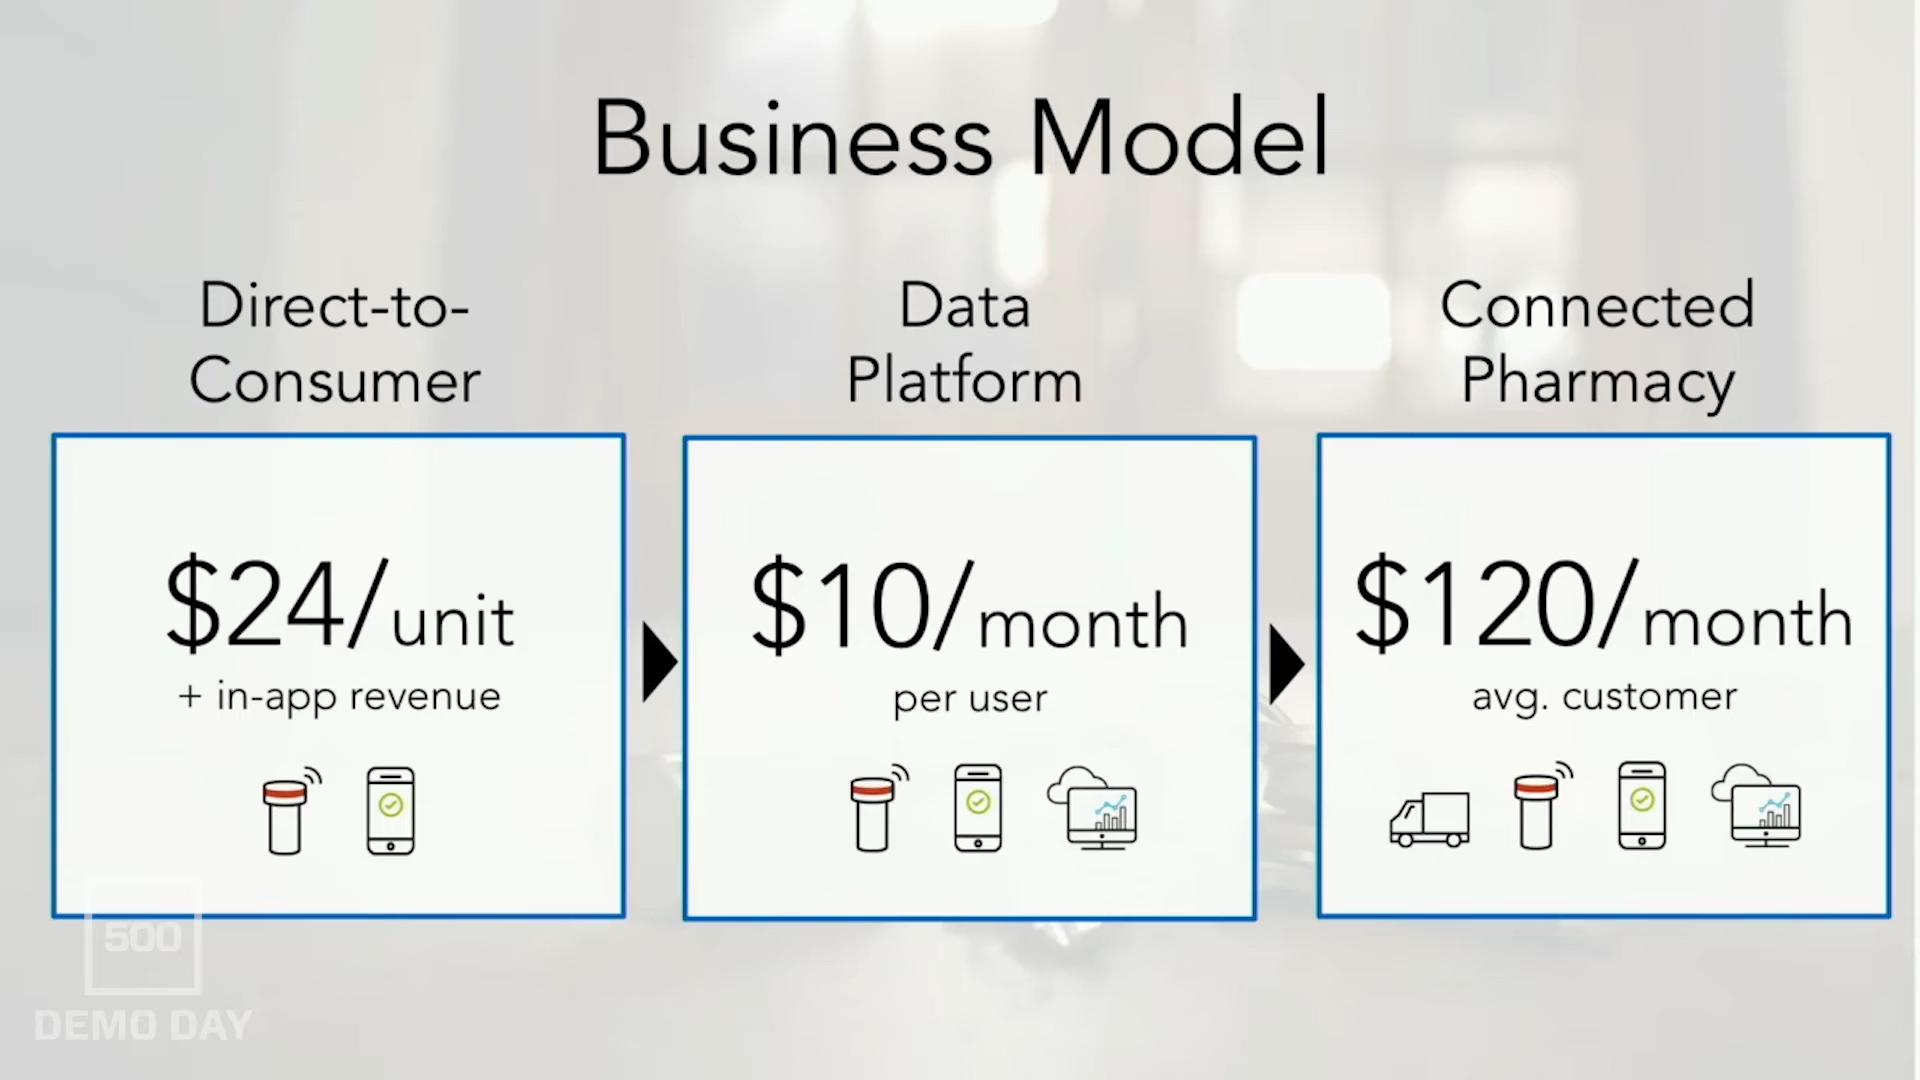 Business Model
Direct-to-
Consumer
$24/unit
+ in-app revenue
Data
Platform
$10/month
per user
Connected
Pharmacy
$120/month
avg. customer
500
DEMO DAY